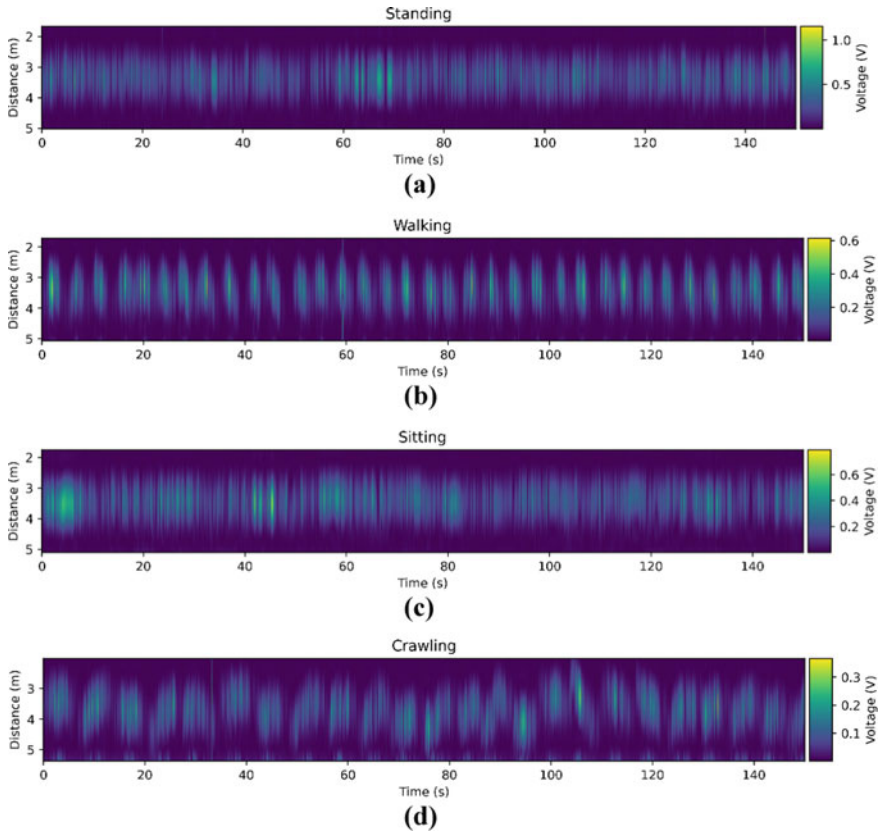 Standing
2
3
4
5
Distance (m)
0 20 40 60 80 100 120 140
Time (s)
1.0
0.5
Voltage (V)
(a)
Walking
2
3
4
5
Distance (m)
0 20 40 60 80 100 120 140
Time (s)
0.6
0.4
0.2
Voltage (V)
(b)
Sitting
2
3
4
5
Distance (m)
0 20 40 60 80 100 120 140
Time (s)
0.6
0.4
0.2
Voltage (V)
(c)
Crawling
3
4
5
Distance (m)
0 20 40 60 80 100 120 140
Time (s)
0.3
0.2
0.1
Voltage (V)
(d)